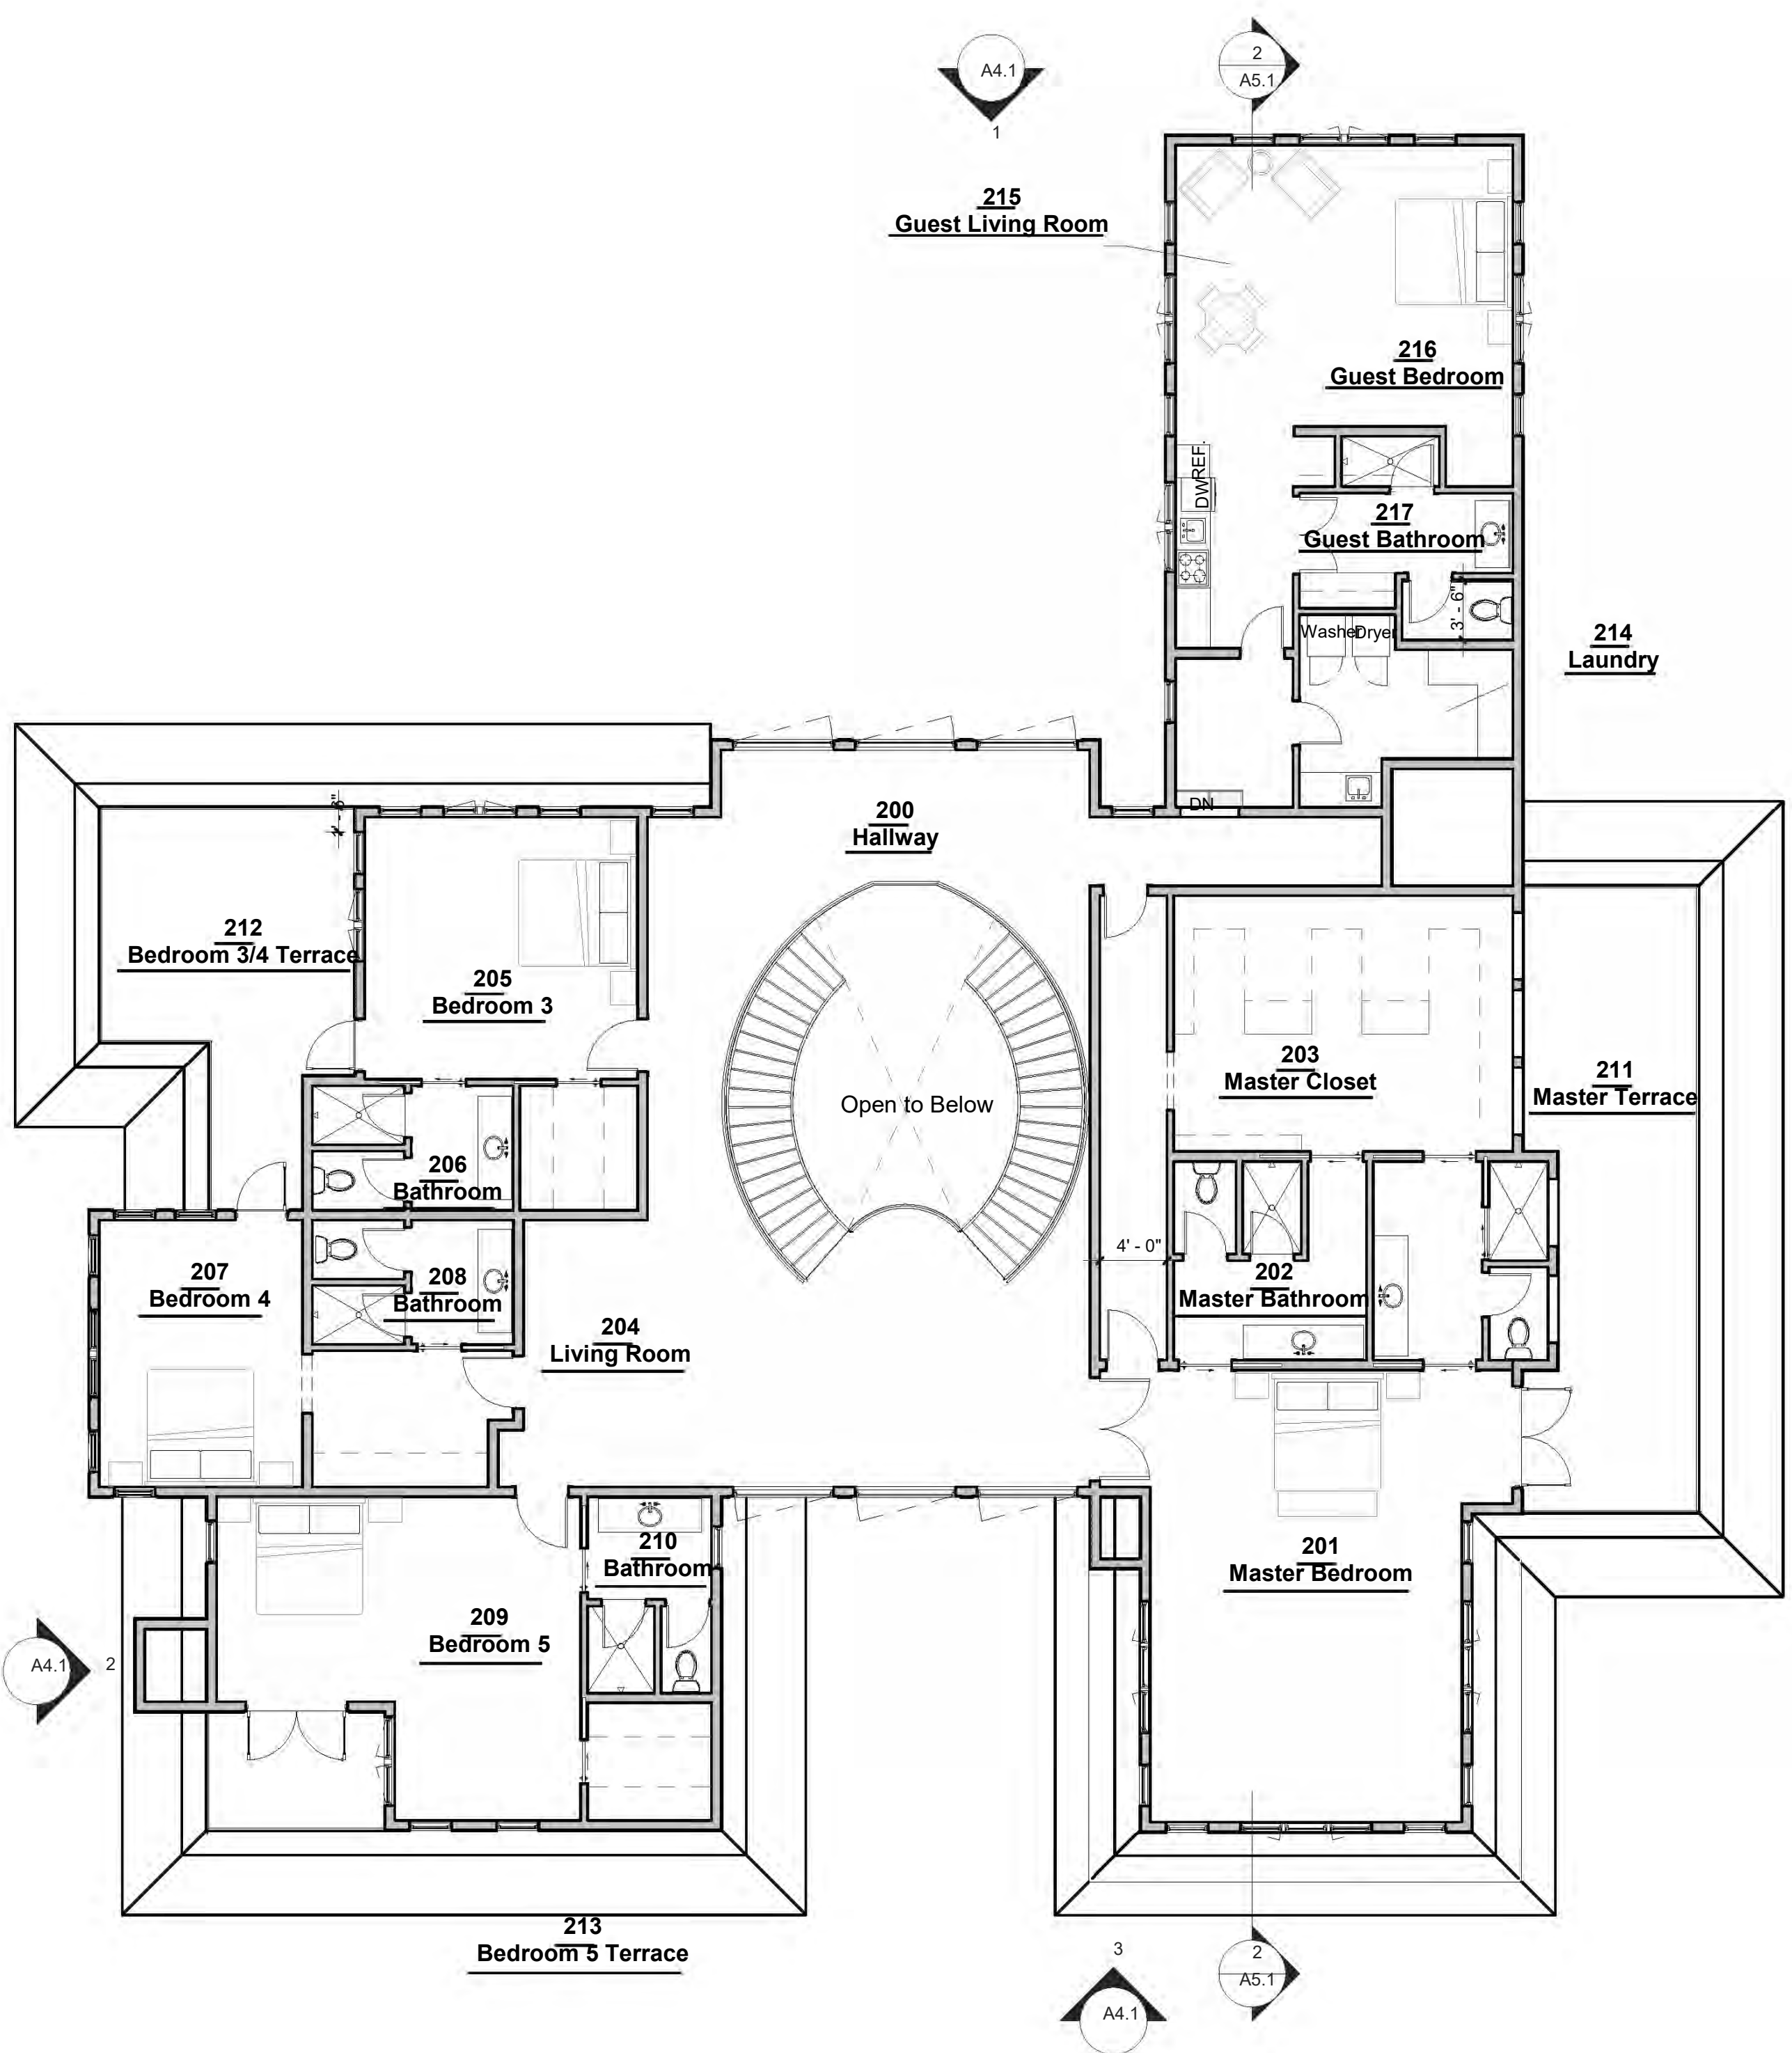 2
A5.1
A4.1
1
215
Guest Living Room
216
Guest Bedroom
REF.
DW
217
Guest Bathroom
3' - 6"
Washer
Dryer
214
Laundry
DN
200
Hallway
212
Bedroom 3/4 Terrace
205
Bedroom 3
203
Master Closet
211
Master Terrace
Open to Below
206
Bathroom
4' - 0"
207
Bedroom 4
208
Bathroom
202
Master Bathroom
204
Living Room
210
Bathroom
201
Master Bedroom
209
Bedroom 5
A4.1
2
213
Bedroom 5 Terrace
3
A4.1
2
A5.1